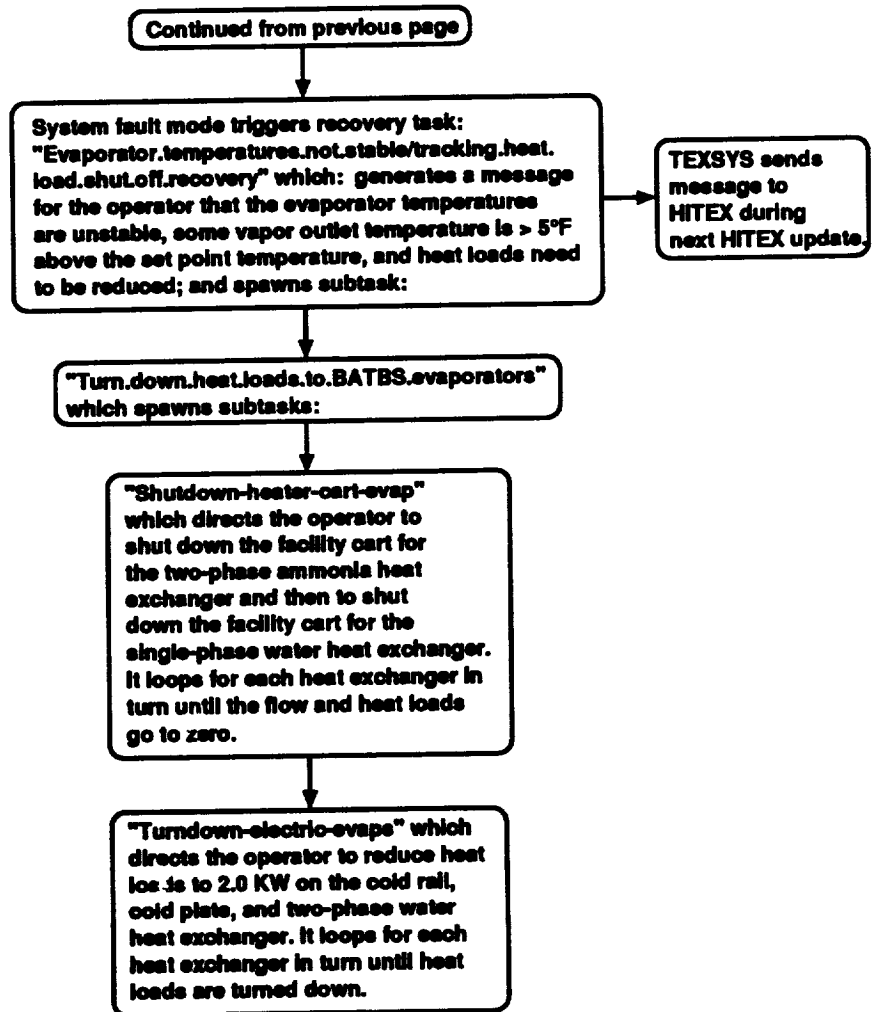 Continued from previous page
System fault mode triggers recovery task:
"Evaporator.temperatures.not.stable/tracking.heat.
load.shut.off.recovery" which: generates a message
for the operator that the evaporator temperatures
are unstable, some vapor outlet temperature is > 5°F
above the set point temperature, and heat loads need
to be reduced; and spawns subtask:
TEXSYS sends
message to
HITEX during
next HITEX update.
"Turn.down.heat.loads.to.BATBS.evaporators"
which spawns subtasks:
"Shutdown-heater-cart-evap"
which directs the operator to
shut down the facility cart for
the two-phase ammonia heat
exchanger and then to shut
down the facility cart for the
single-phase water heat exchanger.
It loops for each heat exchanger in
turn until the flow and heat loads
go to zero.
"Turndown-electric-evaps" which
directs the operator to reduce heat
loads to 2.0 KW on the cold rail,
cold plate, and two-phase water
heat exchanger. It loops for each
heat exchanger in turn until heat
loads are turned down.